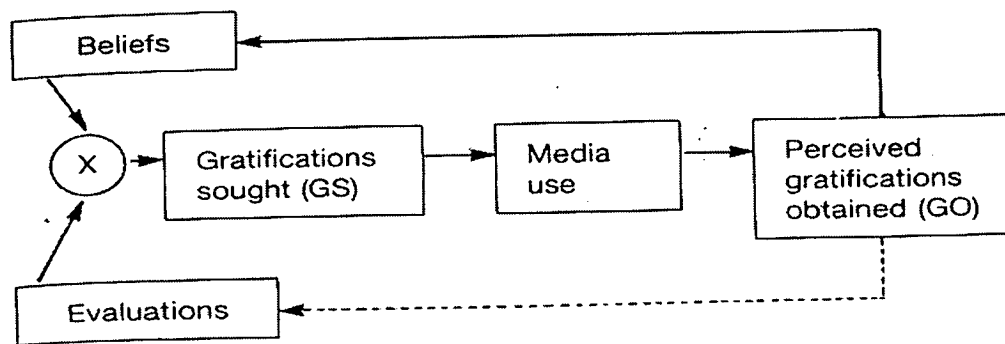 Beliefs
X
Gratifications
sought (GS)
Media
use
Perceived
gratifications
obtained (GO)
Evaluations